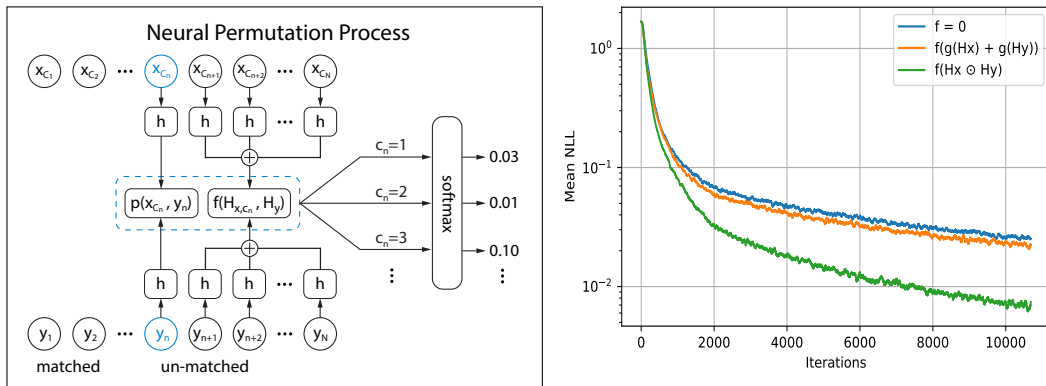 Neural Permutation Process
x_{C_1} x_{C_2} ... x_{C_n} x_{C_{n+1}} x_{C_{n+2}} ... x_{C_N}
h h h ... h
+
c_n=1
0.03
p(x_{c_n}, y_n) f(H_{x,c_n}, H_y)
c_n=2
softmax
0.01
c_n=3
0.10
+
h h h ... h
y_1 y_2 ... y_n y_{n+1} y_{n+2} ... y_N
matched un-matched
f = 0
f(g(Hx) + g(Hy))
f(Hx ⊙ Hy)
Mean NLL
10^0
10^{-1}
10^{-2}
0 2000 4000 6000 8000 10000
Iterations